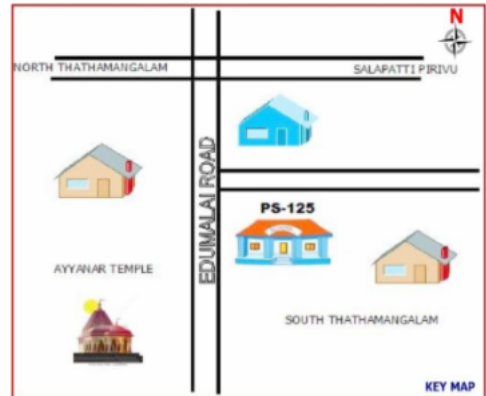 N
NORTH THATHAMANGALAM
SALAPATTI PIRIVU
EDUMALAI ROAD
PS-125
AYYANAR TEMPLE
SOUTH THATHAMANGALAM
KEY MAP